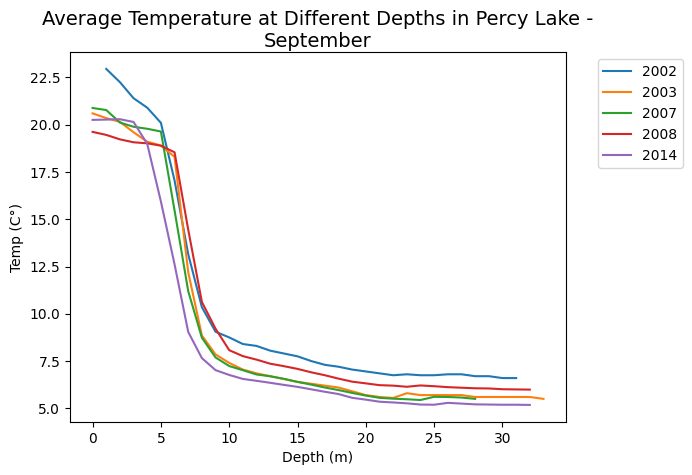 Average Temperature at Different Depths in Percy Lake -
September
22.5
20.0
17.5
15.0
12.5
10.0
7.5
5.0
Temp (C°)
0 5 10 15 20 25 30
Depth (m)
2002
2003
2007
2008
2014